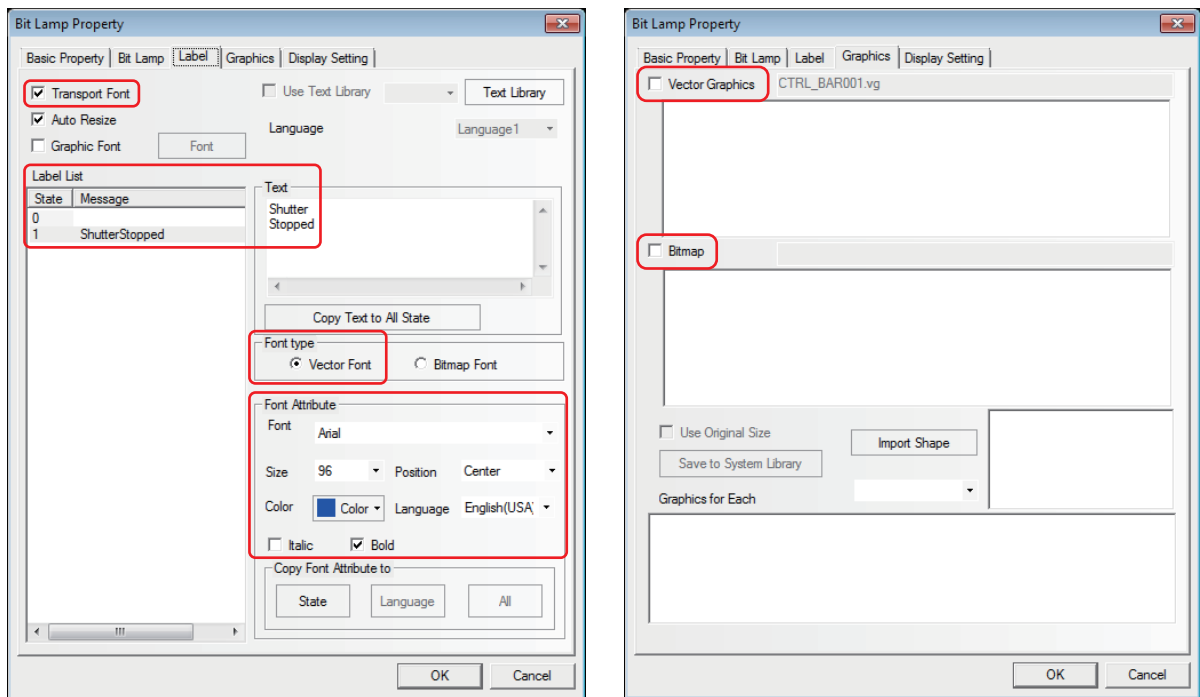 Bit Lamp Property
Basic Property Bit Lamp Label Graphics Display Setting
Transport Font
Use Text Library
Text Library
Auto Resize
Language
Language1
Graphic Font
Font
Label List
State Message
0
1 ShutterStopped
Text
Shutter
Stopped
Copy Text to All State
Font type
Vector Font
Bitmap Font
Font Attribute
Font
Arial
Size
96
Position
Center
Color
Color
Language
English(USA)
Italic
Bold
Copy Font Attribute to
State
Language
All
OK
Cancel
Bit Lamp Property
Basic Property Bit Lamp Label Graphics Display Setting
Vector Graphics
CTRL_BAR001.vg
Bitmap
Use Original Size
Import Shape
Save to System Library
Graphics for Each
OK
Cancel